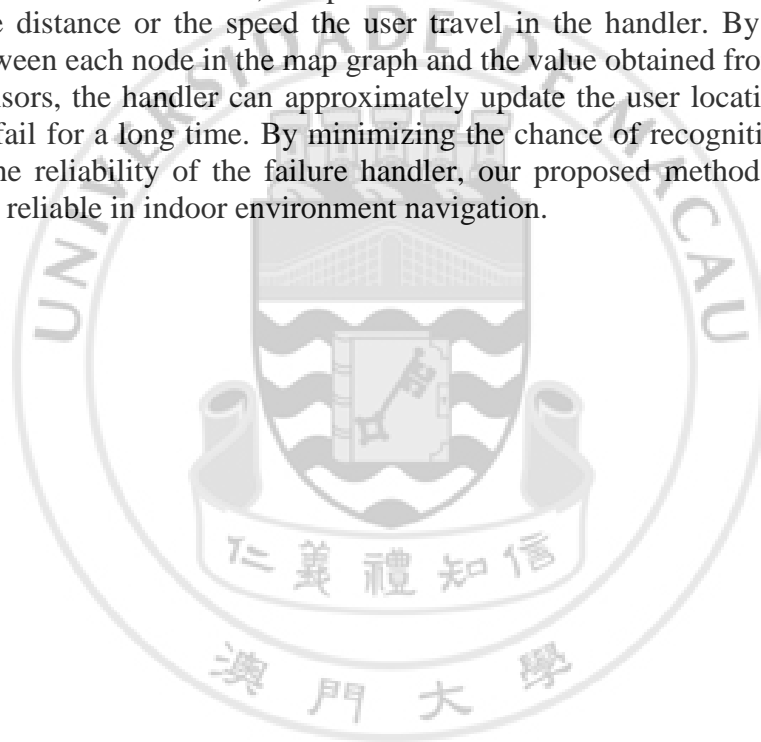 e distance or the speed the user travel in the handler. By
ween each node in the map graph and the value obtained fro
sors, the handler can approximately update the user locati
fail for a long time. By minimizing the chance of recogniti
ne reliability of the failure handler, our proposed method
reliable in indoor environment navigation.
UNIVERSIDADE DE MACAU
仁義禮知信
澳門大學